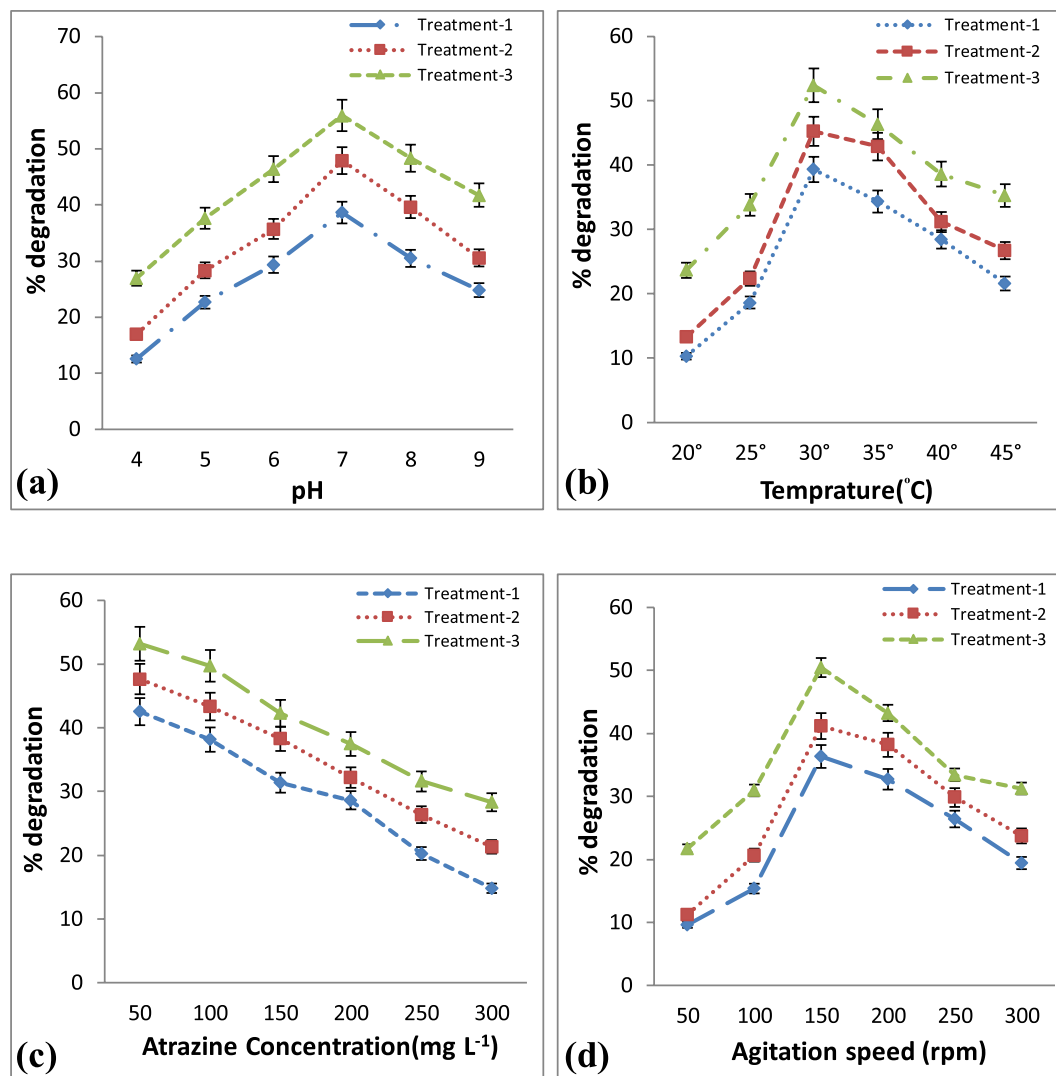 Treatment-1
Treatment-2
Treatment-3
70
60
50
40
30
20
10
0
% degradation
4 5 6 7 8 9
pH
(a)
Treatment-1
Treatment-2
Treatment-3
60
50
40
30
20
10
0
% degradation
20° 25° 30° 35° 40° 45°
Temprature(°C)
(b)
Treatment-1
Treatment-2
Treatment-3
60
50
40
30
20
10
0
% degradation
50 100 150 200 250 300
Atrazine Concentration(mg L⁻¹)
(c)
Treatment-1
Treatment-2
Treatment-3
60
50
40
30
20
10
0
% degradation
50 100 150 200 250 300
Agitation speed (rpm)
(d)